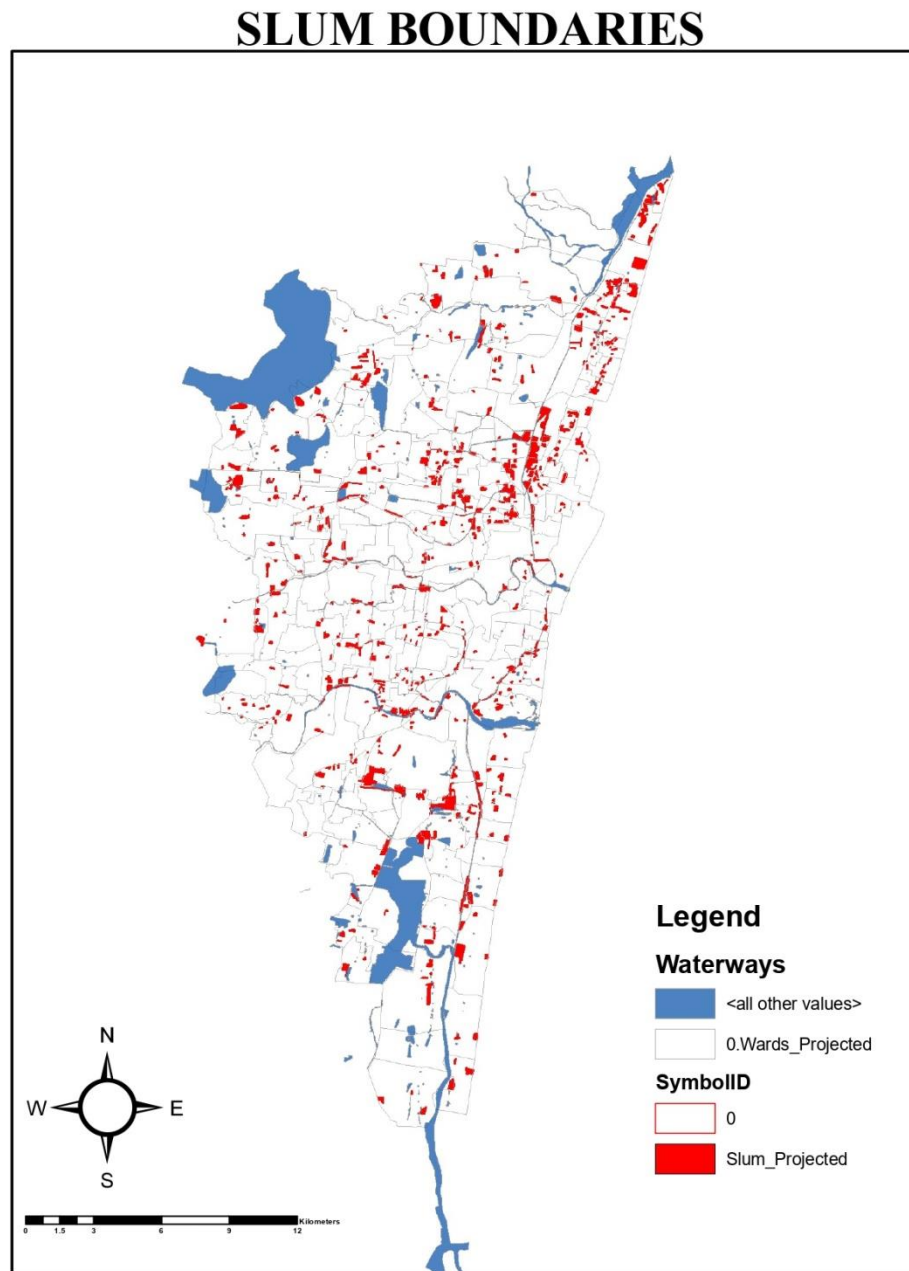 SLUM BOUNDARIES
Legend
Waterways
<all other values>
0.Wards_Projected
SymbolID
0
Slum_Projected
N
W E
S
Kilometers
0 1.5 3 6 9 12